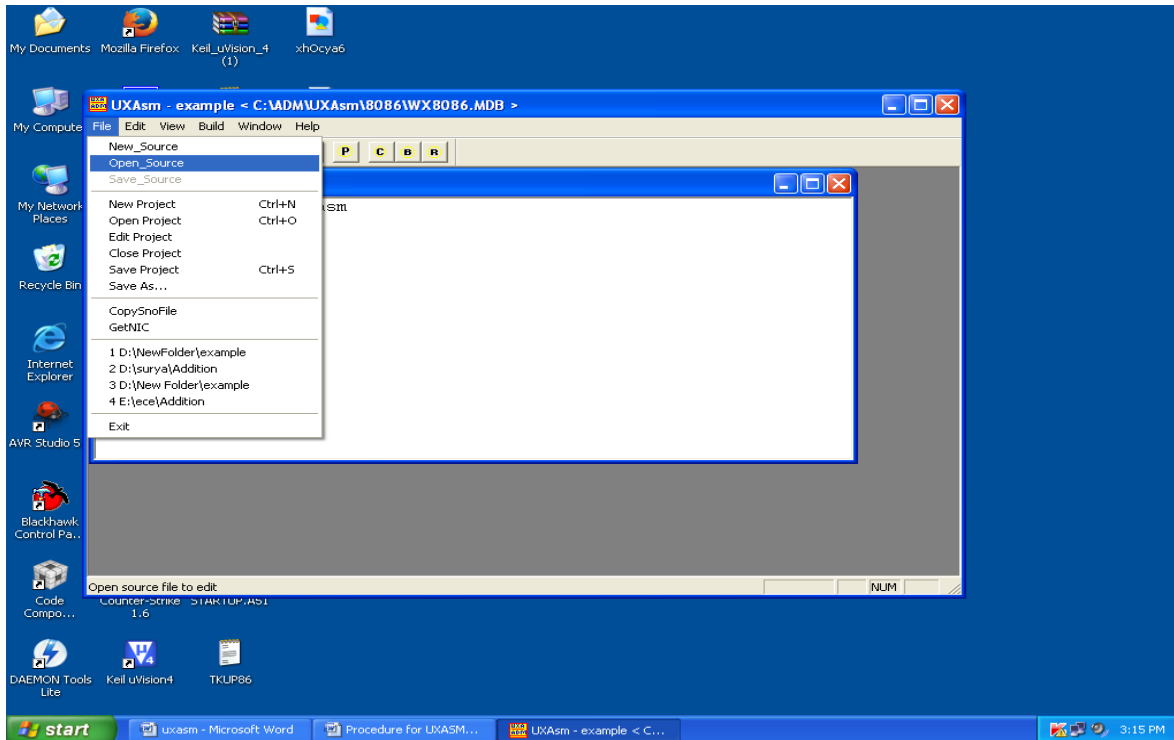 My Documents
Mozilla Firefox
Keil_uVision_4
(1)
xhOcya6
UXAsm - example < C:\ADM\UXAsm\8086\WX8086.MDB >
My Compute
File Edit View Build Window Help
New_Source
P C B R
Open_Source
Save_Source
My Network
Places
New Project Ctrl+N
asm
Open Project Ctrl+O
Edit Project
Close Project
Save Project Ctrl+S
Save As...
Recycle Bin
CopySnoFile
GetNIC
Internet
Explorer
1 D:\NewFolder\example
2 D:\surya\Addition
3 D:\New Folder\example
4 E:\ece\Addition
Exit
AVR Studio 5
Blackhawk
Control Pa..
Open source file to edit
NUM
Code
Compo...
Counter-Strike
1.6
STARTUP.A51
DAEMON Tools
Lite
Keil uVision4
TKUP86
start
uxasm - Microsoft Word
Procedure for UXASM...
UXAsm - example < C...
3:15 PM